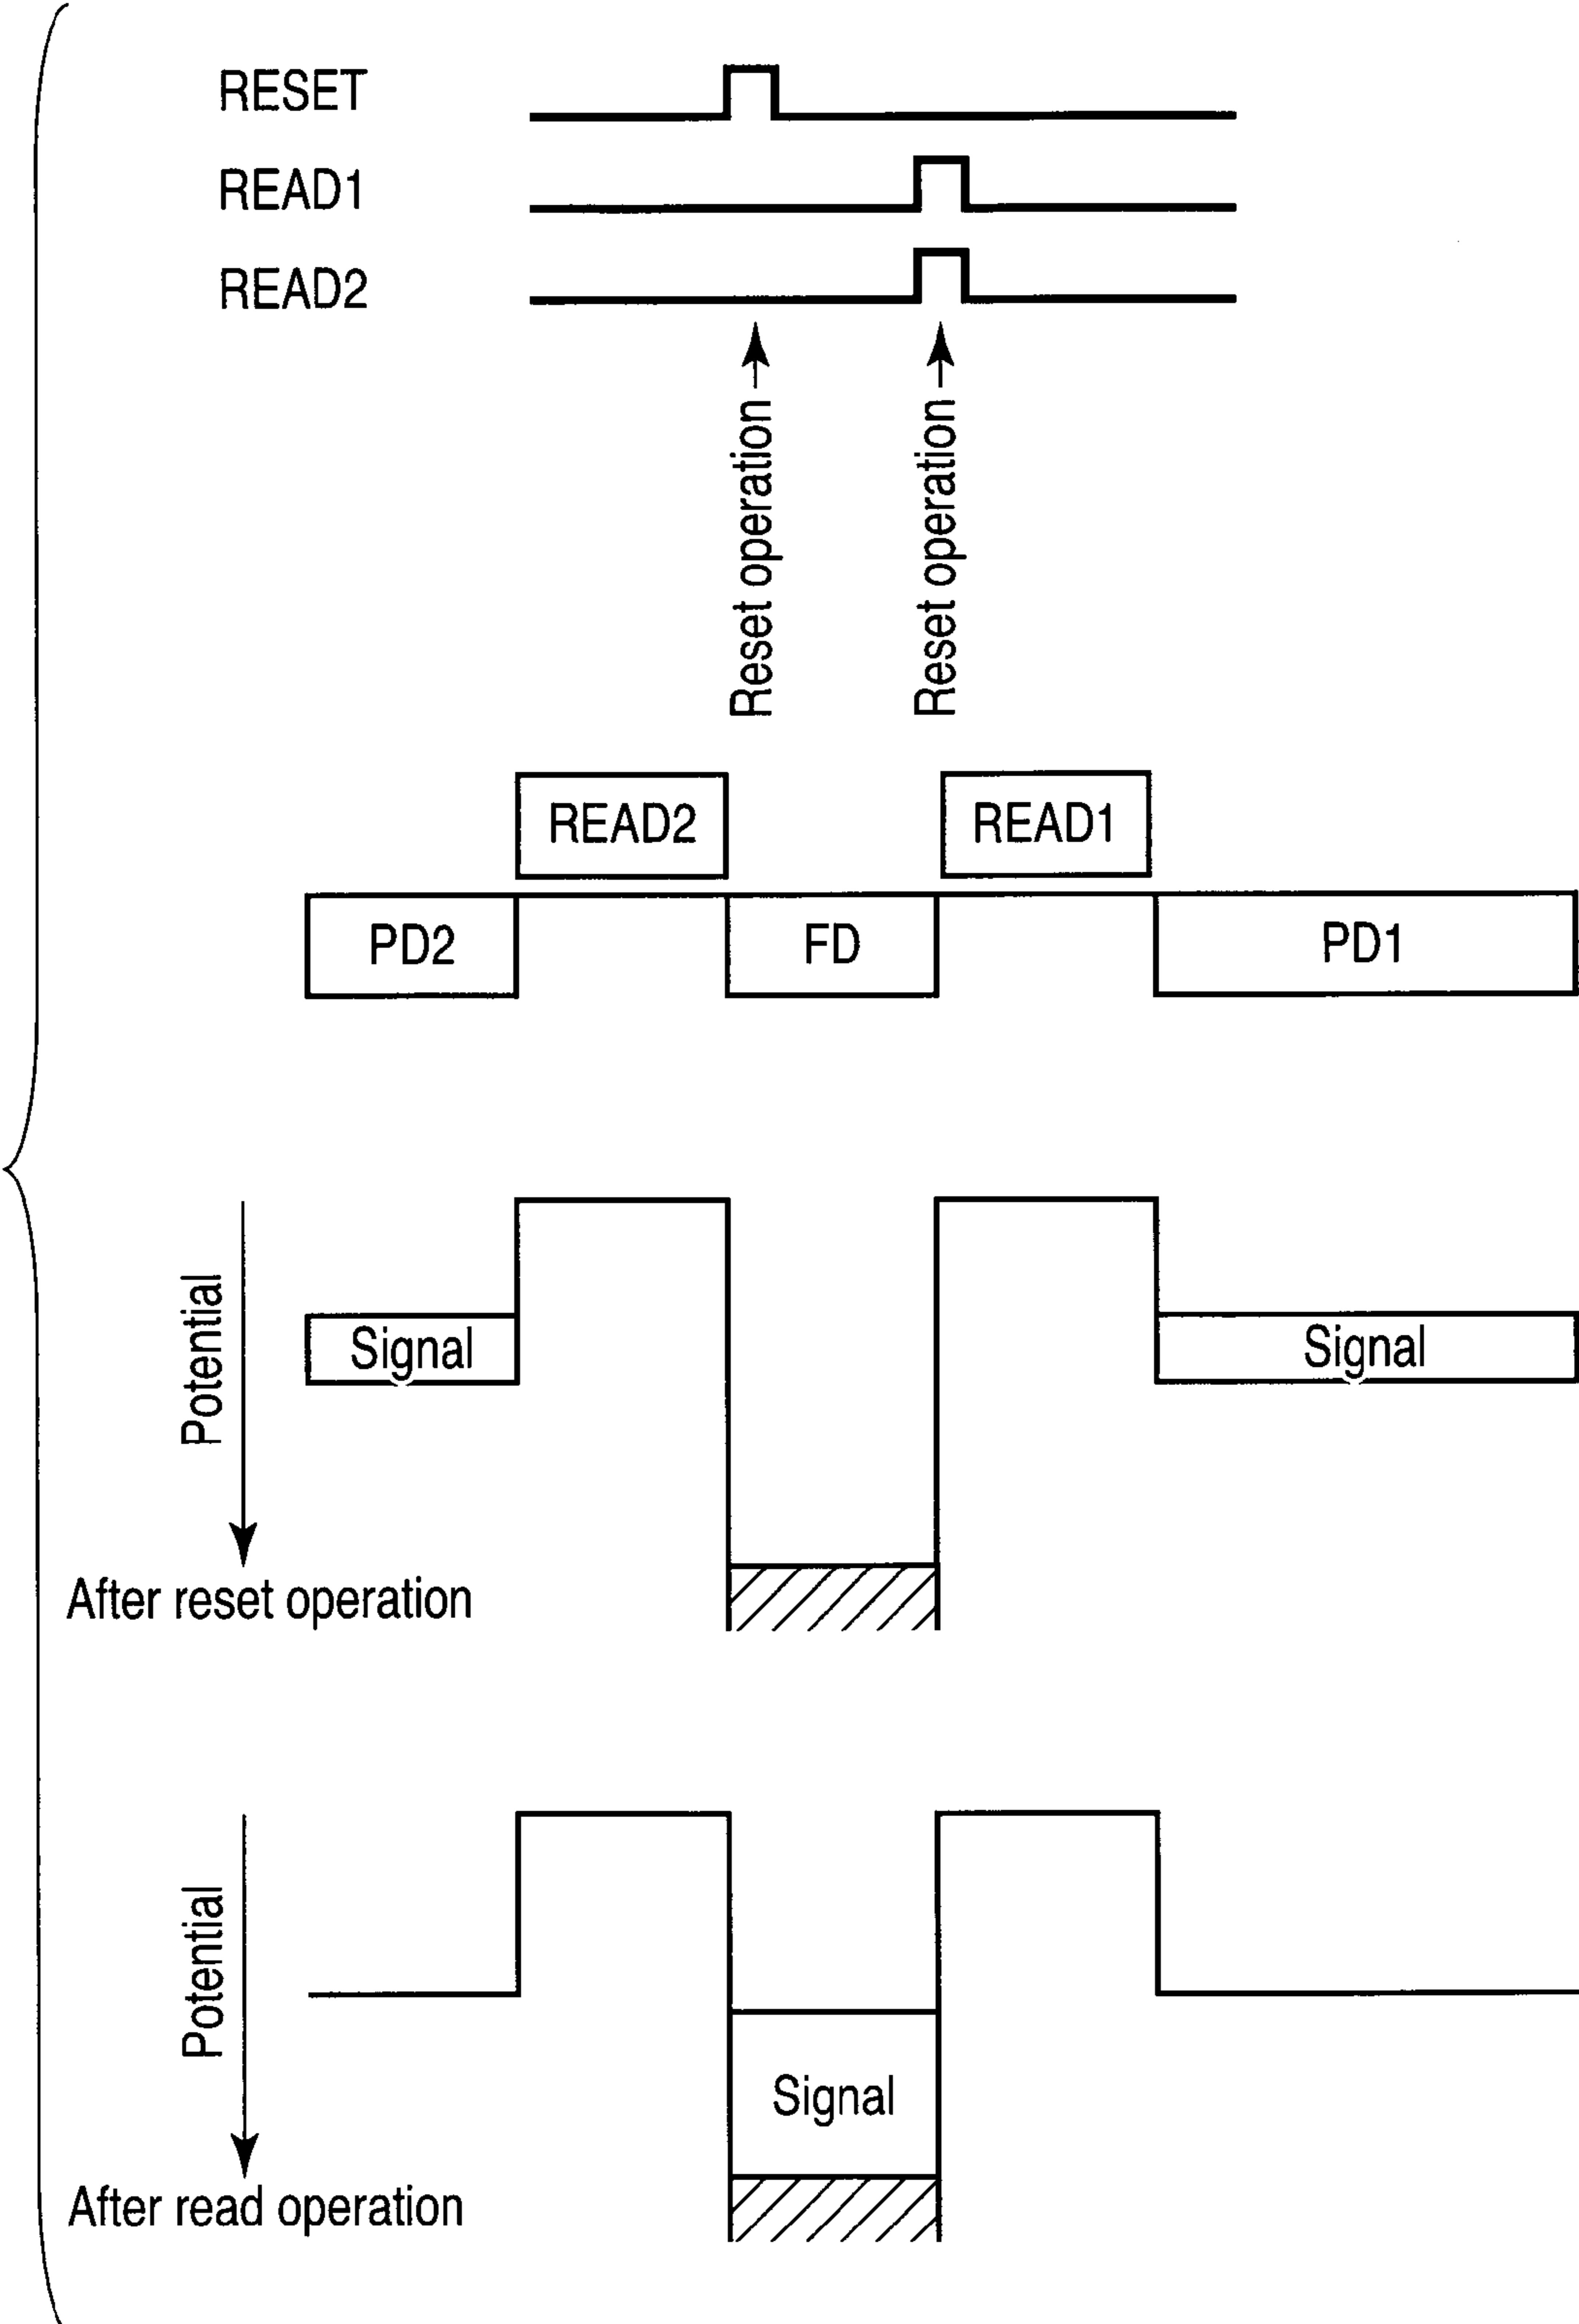 RESET
READ1
READ2
Reset operation
Reset operation
READ2
READ1
PD2
FD
PD1
Potential
Signal
Signal
After reset operation
Potential
Signal
After read operation